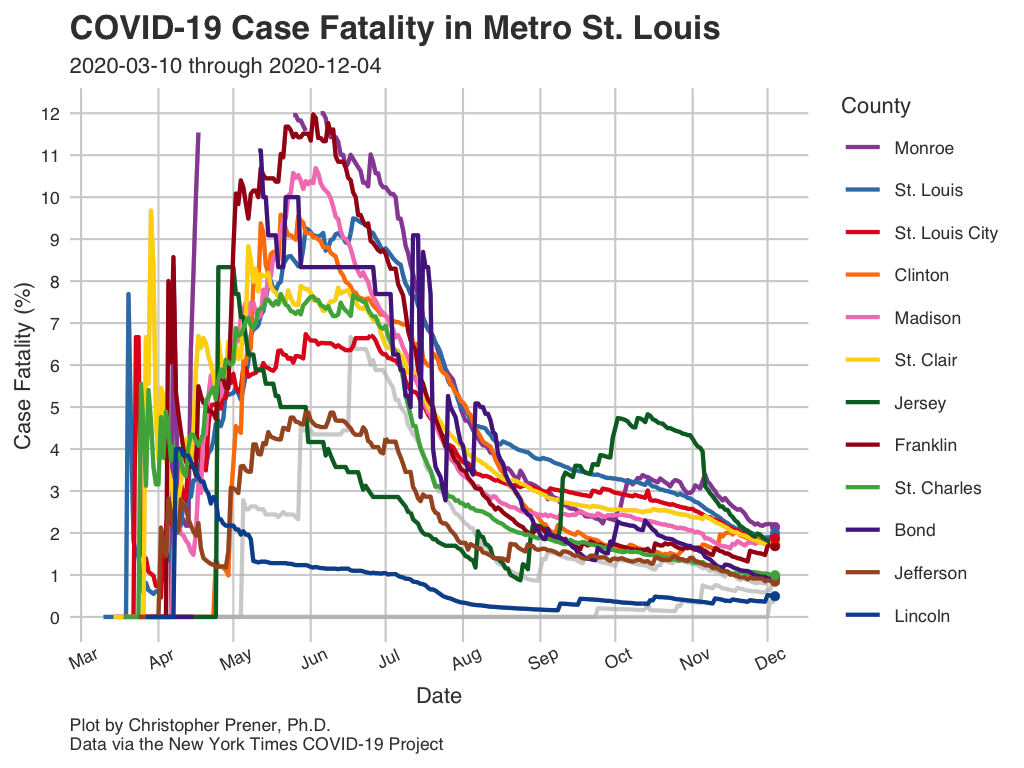 COVID-19 Case Fatality in Metro St. Louis
2020-03-10 through 2020-12-04
Case Fatality (%)
12
11
10
9
8
7
6
5
4
3
2
1
0
Mar
Apr
May
Jun
Jul
Aug
Sep
Oct
Nov
Dec
Date
County
Monroe
St. Louis
St. Louis City
Clinton
Madison
St. Clair
Jersey
Franklin
St. Charles
Bond
Jefferson
Lincoln
Plot by Christopher Prener, Ph.D.
Data via the New York Times COVID-19 Project